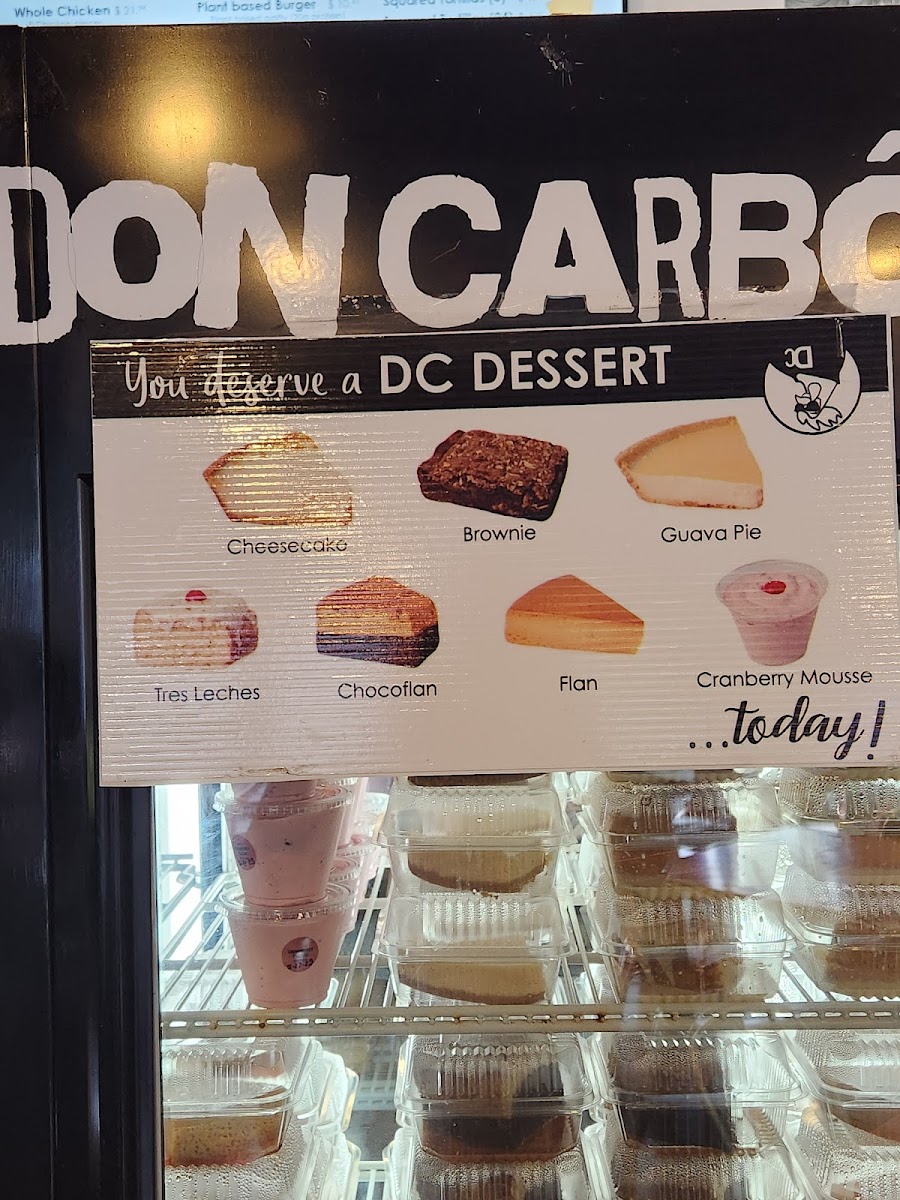 Whole Chicken
Plant based Burger
DON CARBÓ
You deserve a DC DESSERT
DC
Cheesecake
Brownie
Guava Pie
Tres Leches
Chocoflan
Flan
Cranberry Mousse
...today!